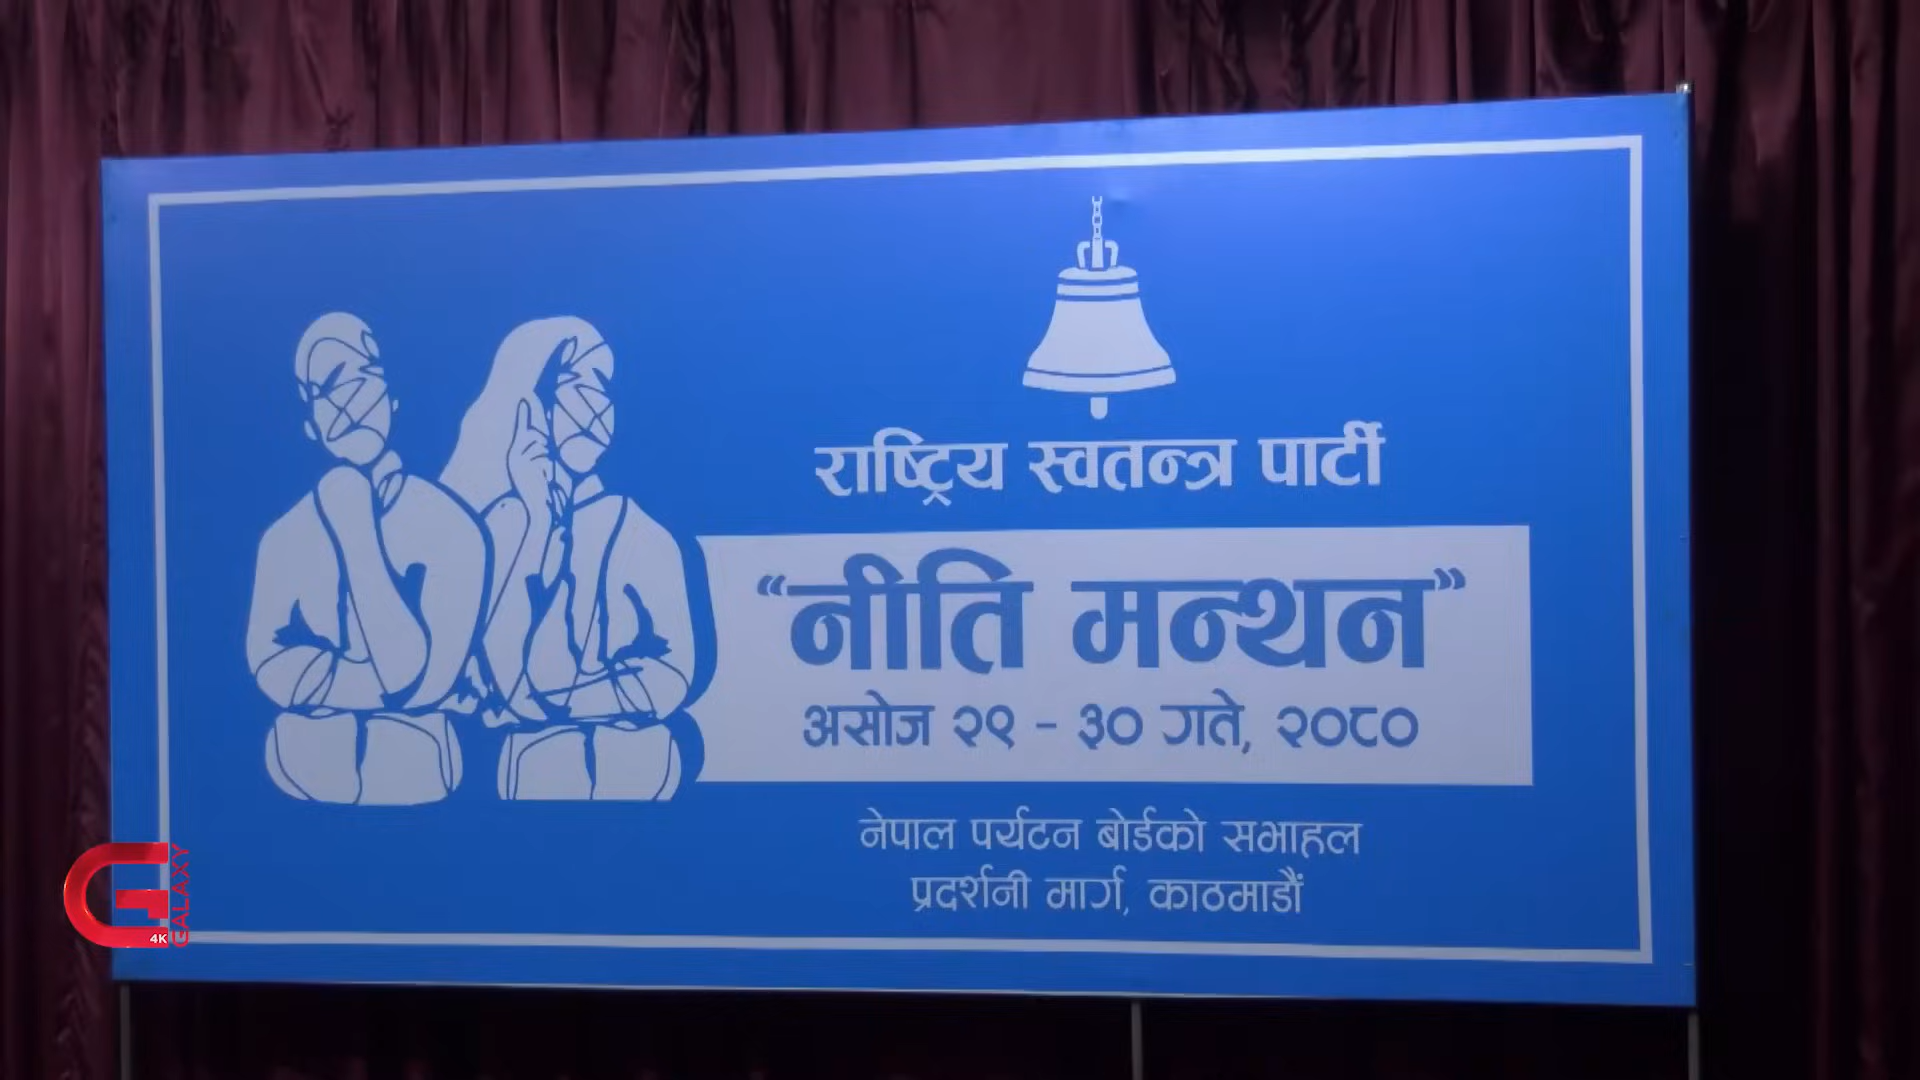 राष्ट्रिय स्वतन्त्र पार्टी
“नीति मन्थन”
असोज २९ - ३० गते, २०८०
नेपाल पर्यटन बोर्डको सभाहल
प्रदर्शनी मार्ग, काठमाडौं
G
4K
GALAXY